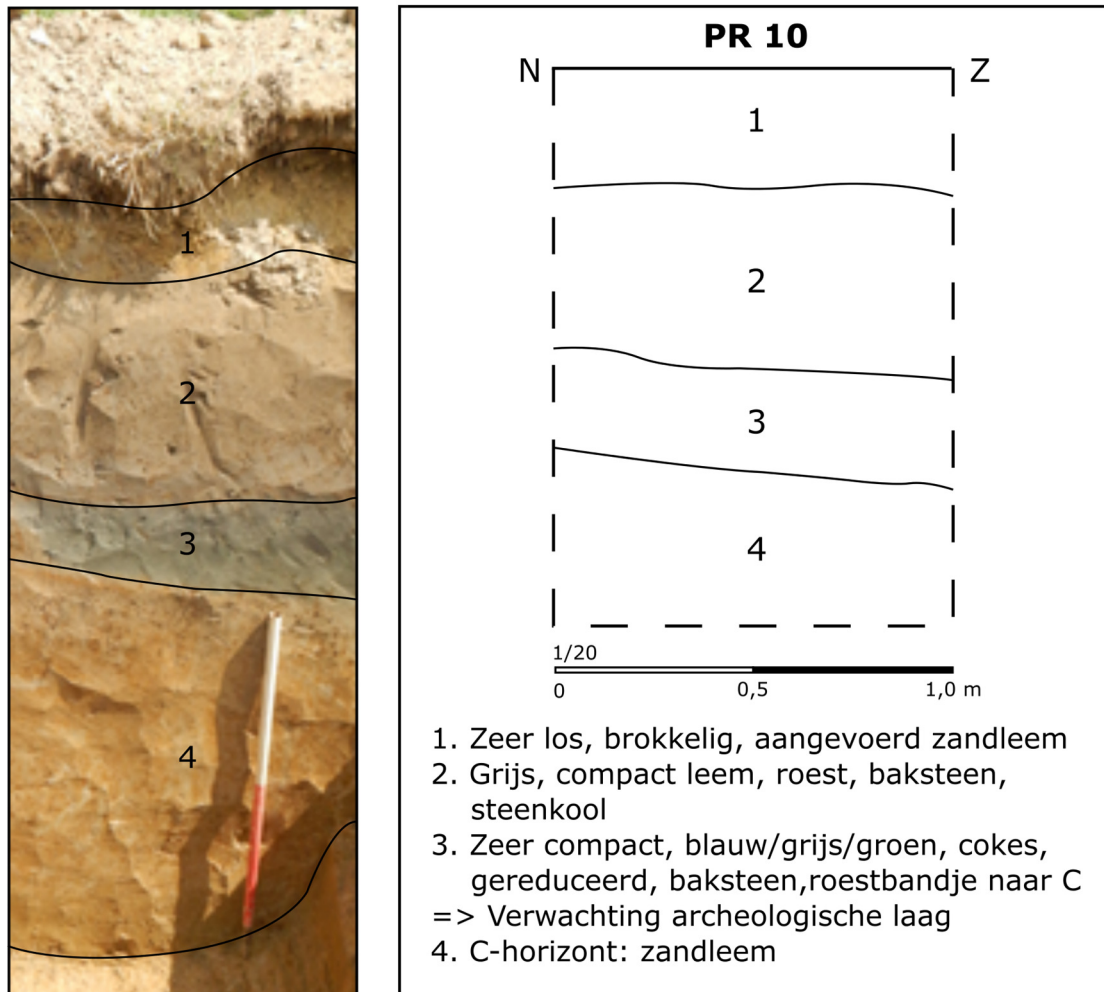 1
2
3
4
PR 10
N Z
1
2
3
4
1/20
0 0,5 1,0 m
1. Zeer los, brokkelig, aangevoerd zandleem
2. Grijs, compact leem, roest, baksteen,
steenkool
3. Zeer compact, blauw/grijs/groen, cokes,
gereduceerd, baksteen,roestbandje naar C
=> Verwachting archeologische laag
4. C-horizont: zandleem